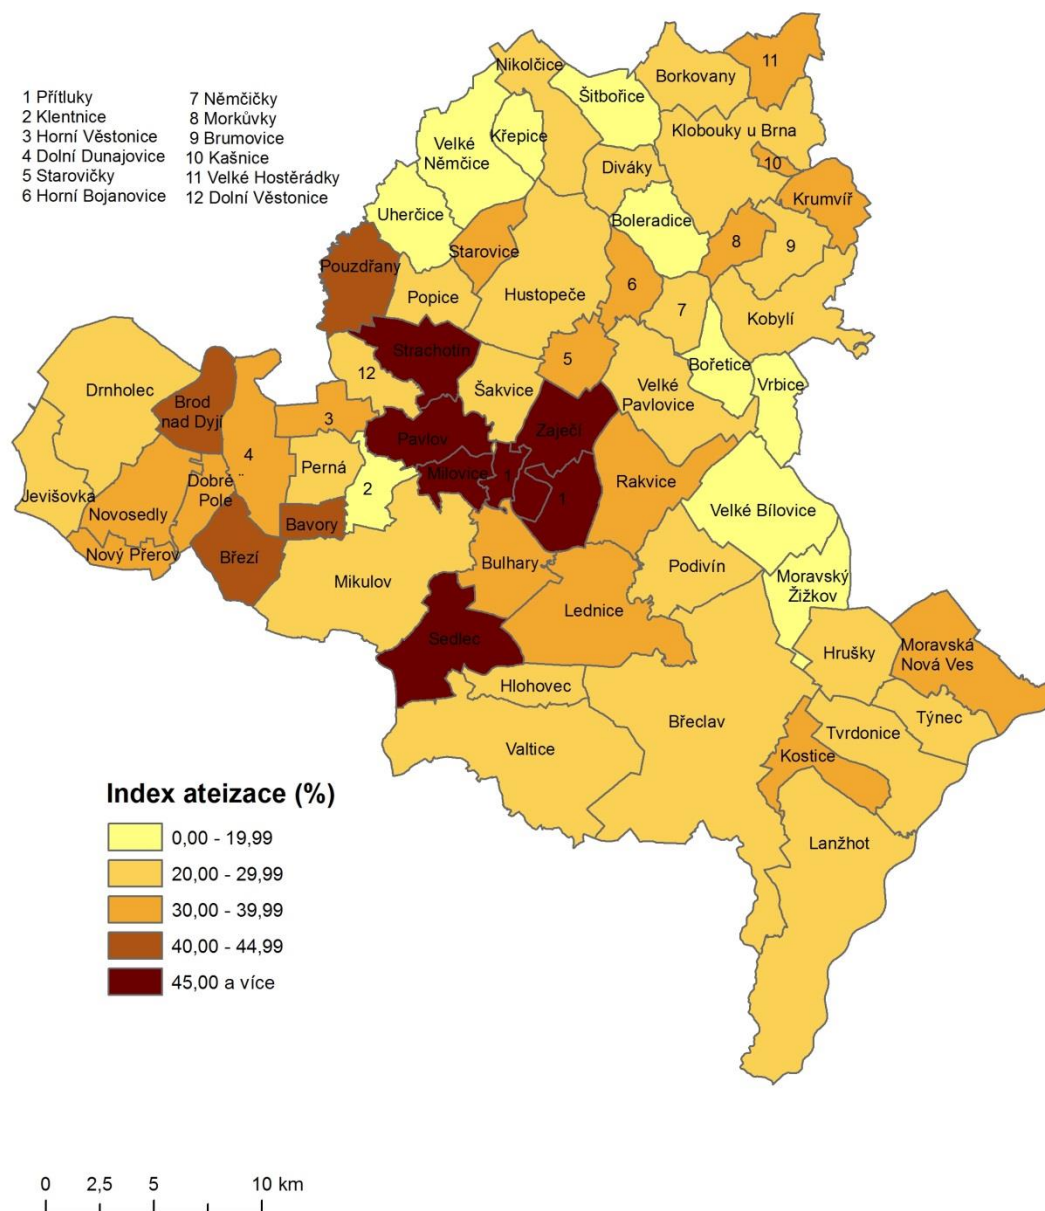 1 Přítluky
2 Klentnice
3 Horní Věstonice
4 Dolní Dunajovice
5 Starovičky
6 Horní Bojanovice
7 Němčičky
8 Morkůvky
9 Brumovice
10 Kašnice
11 Velké Hostěrádky
12 Dolní Věstonice
Nikolčice
Borkovany
11
Šitbořice
Klobouky u Brna
Velké
Němčice
Křepice
Diváky
10
Krumvíř
Uherčice
Boleradice
Starovice
8
9
Pouzdřany
Popice
Hustopeče
6
7
Kobylí
Strachotín
5
Bořetice
Vrbice
12
Šakvice
Velké
Pavlovice
Drnholec
Brod
nad Dyjí
3
Pavlov
Zaječí
4
Perná
Milovice
1
1
Rakvice
2
Jevišovka
Dobré
Pole
Novosedly
Velké Bílovice
Bavory
Nový Přerov
Březí
Mikulov
Bulhary
Podivín
Moravský
Žižkov
Lednice
Sedlec
Hrušky
Moravská
Nová Ves
Hlohovec
Břeclav
Týnec
Tvrdonice
Valtice
Kostice
Lanžhot
Index ateizace (%)
0,00 - 19,99
20,00 - 29,99
30,00 - 39,99
40,00 - 44,99
45,00 a více
0 2,5 5 10 km